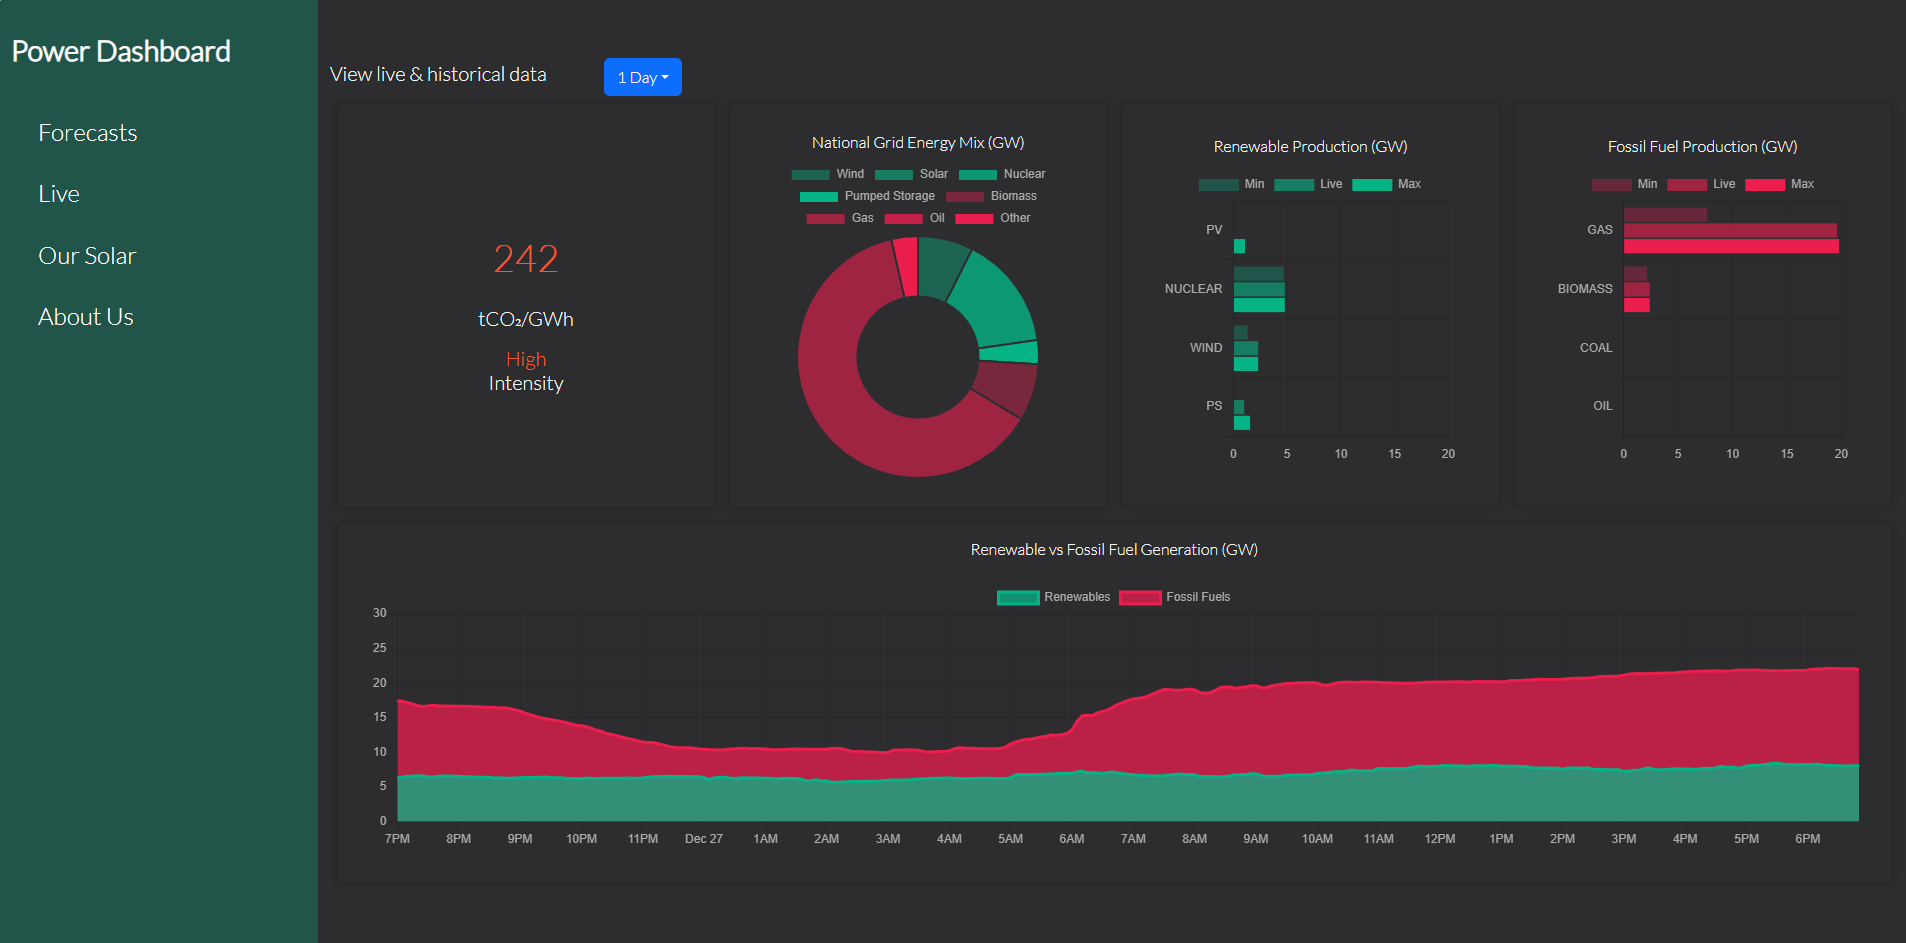 Power Dashboard
Forecasts
Live
Our Solar
About Us
View live & historical data
1 Day
242
tCO₂/GWh
High
Intensity
National Grid Energy Mix (GW)
Wind Solar Nuclear
Pumped Storage Biomass
Gas Oil Other
Renewable Production (GW)
Min Live Max
PV
NUCLEAR
WIND
PS
0 5 10 15 20
Fossil Fuel Production (GW)
Min Live Max
GAS
BIOMASS
COAL
OIL
0 5 10 15 20
Renewable vs Fossil Fuel Generation (GW)
Renewables Fossil Fuels
30
25
20
15
10
5
0
7PM 8PM 9PM 10PM 11PM Dec 27 1AM 2AM 3AM 4AM 5AM 6AM 7AM 8AM 9AM 10AM 11AM 12PM 1PM 2PM 3PM 4PM 5PM 6PM